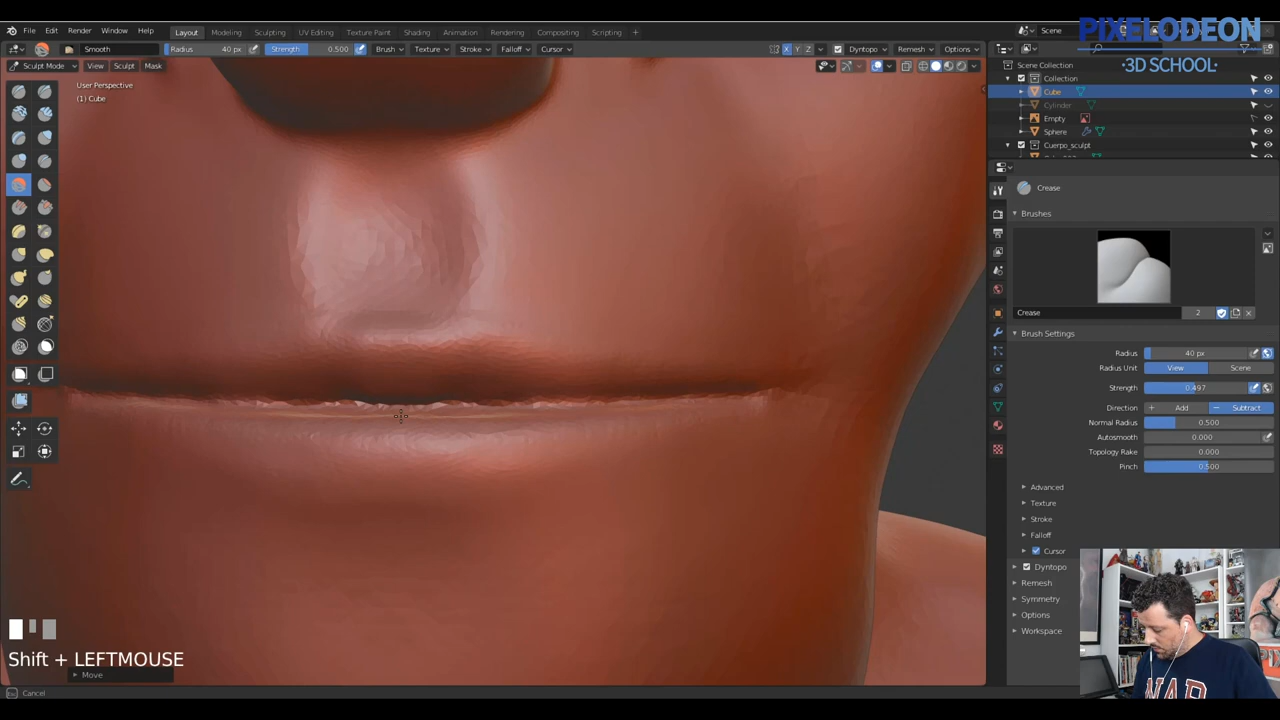 File Edit Render Window Help Layout Modeling Sculpting UV Editing Texture Paint Shading Animation Rendering Compositing Scripting + Scene
PIXELODEON
·3D SCHOOL·
Smooth Radius 40 px Strength 0.500 Brush Texture Stroke Falloff Cursor X Y Z Dyntopo Remesh Options
Sculpt Mode View Sculpt Mask
User Perspective
(1) Cube
Scene Collection
Collection
Cube
Cylinder
Empty
Sphere
Cuerpo_sculpt
Crease
Brushes
Crease 2
Brush Settings
Radius 40 px
Radius Unit View Scene
Strength 0.497
Direction + Add − Subtract
Normal Radius 0.500
Autosmooth 0.000
Topology Rake 0.000
Pinch 0.500
Advanced
Texture
Stroke
Falloff
Cursor
Dyntopo
Remesh
Symmetry
Options
Workspace
Shift + LEFTMOUSE
Move
Cancel